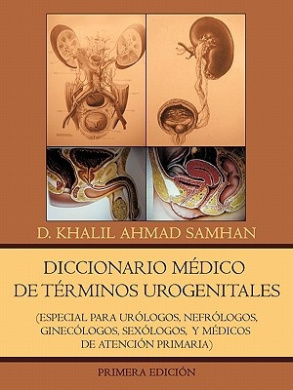 D. KHALIL AHMAD SAMHAN
DICCIONARIO MÉDICO
DE TÉRMINOS UROGENITALES
(ESPECIAL PARA URÓLOGOS, NEFRÓLOGOS,
GINECÓLOGOS, SEXÓLOGOS, Y MÉDICOS
DE ATENCIÓN PRIMARIA)
PRIMERA EDICIÓN